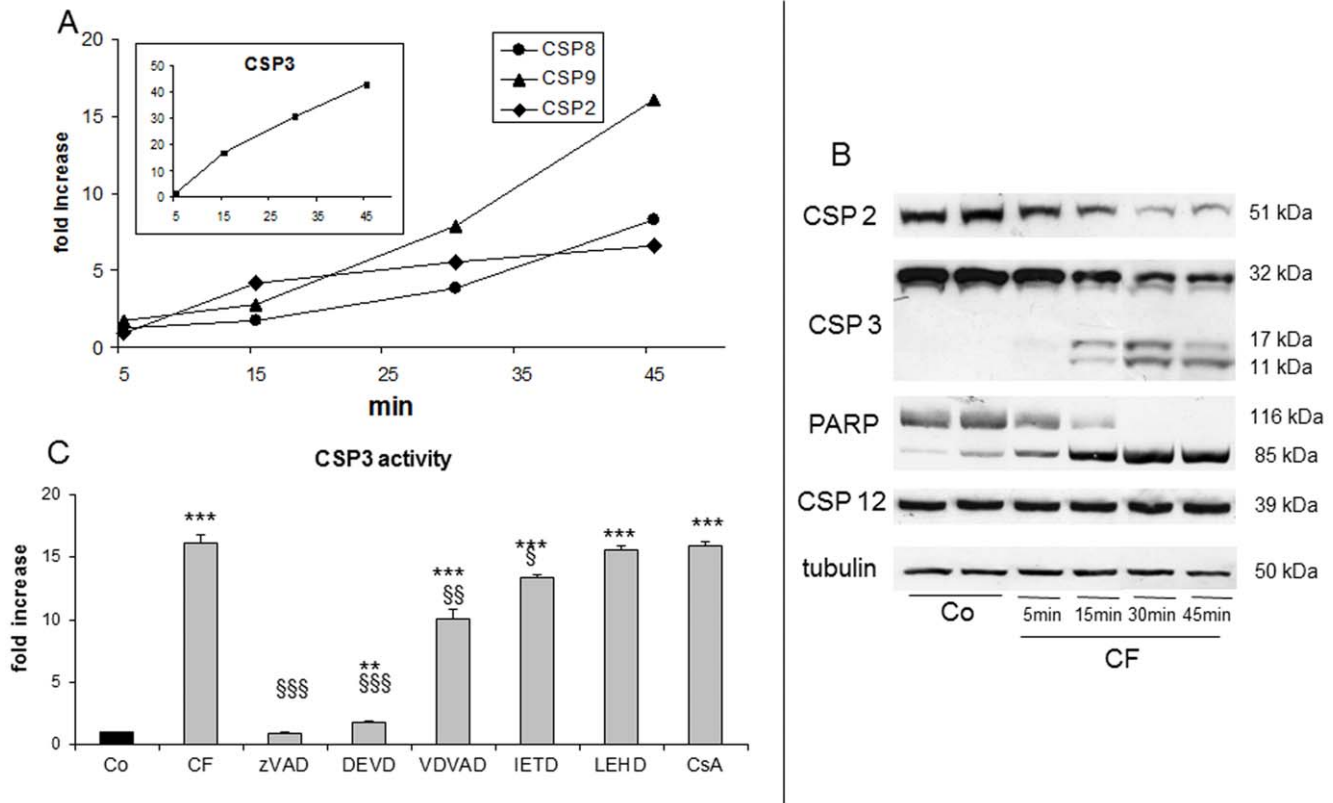 A
20
15
10
5
0
fold Increase
CSP3
50
40
30
20
10
0
5 15 25 35 45
CSP8
CSP9
CSP2
5 15 25 35 45
min
B
CSP 2
51 kDa
CSP 3
32 kDa
17 kDa
11 kDa
PARP
116 kDa
85 kDa
CSP 12
39 kDa
tubulin
50 kDa
Co
5min 15min 30min 45min
CF
C
CSP3 activity
fold increase
20
15
10
5
0
***
§§§
**
§§§
***
§§
***
§
***
***
Co CF zVAD DEVD VDVAD IETD LEHD CsA